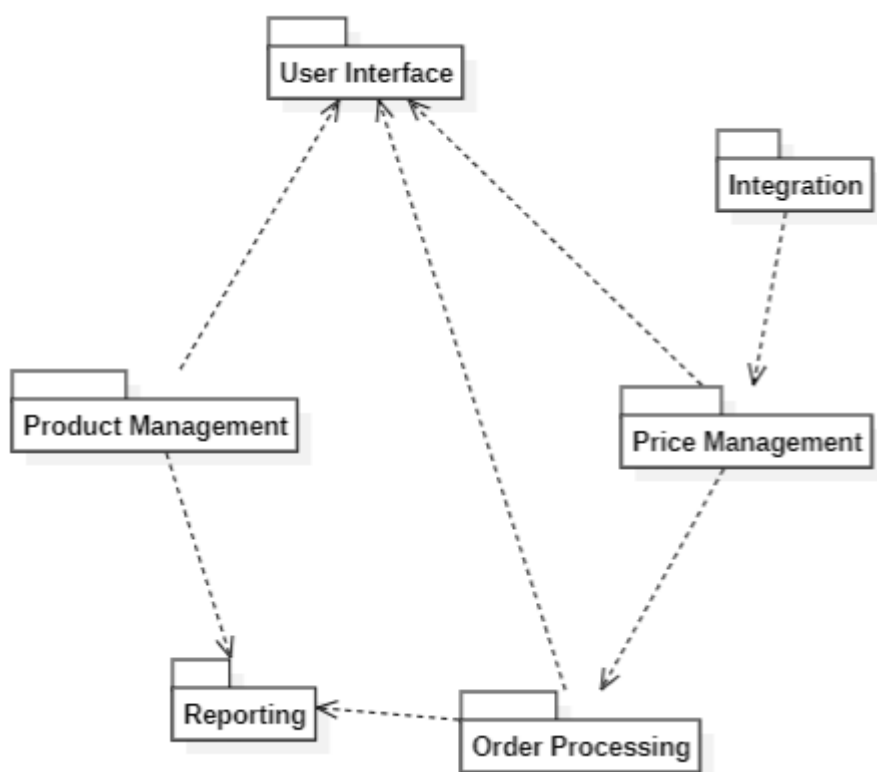 User Interface
Integration
Product Management
Price Management
Reporting
Order Processing